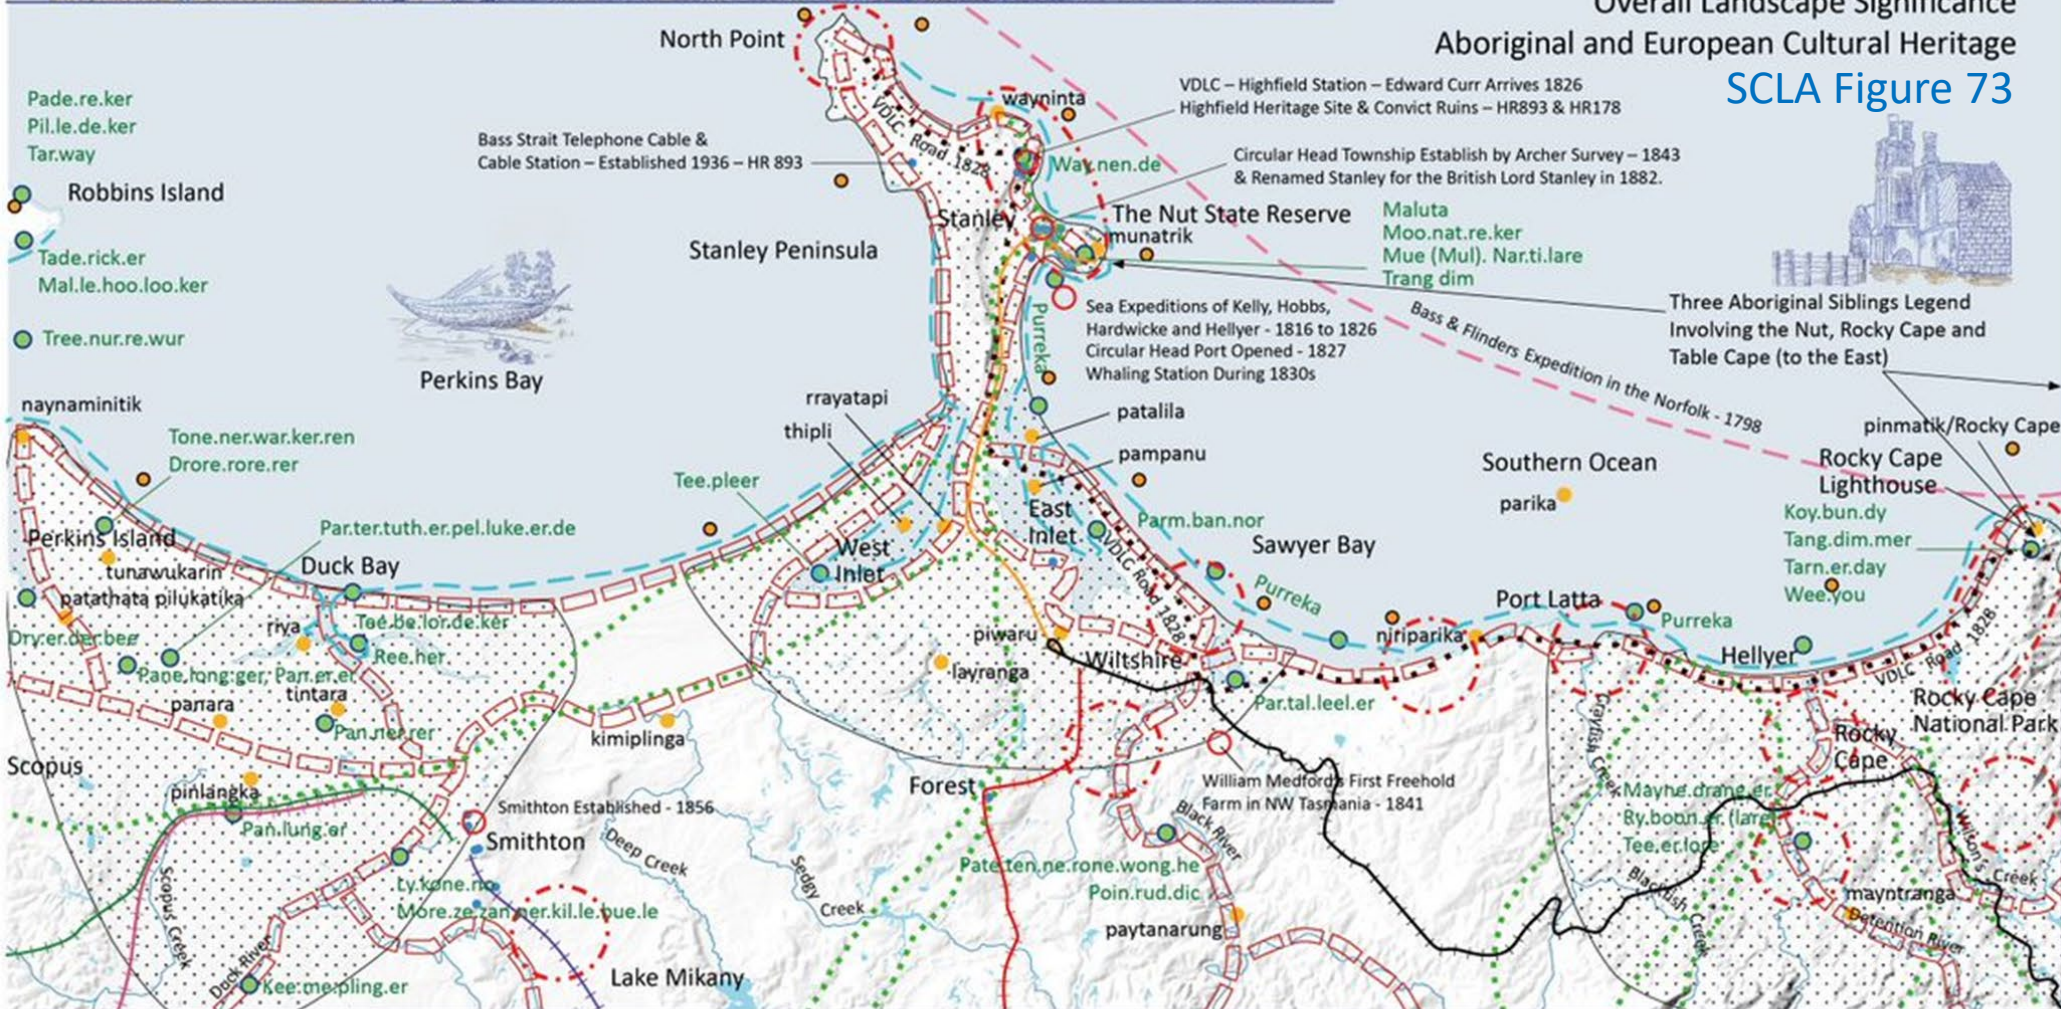 Overall Landscape Significance
Aboriginal and European Cultural Heritage
SCLA Figure 73
North Point
VDLC – Highfield Station – Edward Curr Arrives 1826
Highfield Heritage Site & Convict Ruins – HR893 & HR178
wayninta
Pade.re.ker
Pil.le.de.ker
Tar.way
VDLC Road 1828
Bass Strait Telephone Cable &
Cable Station – Established 1936 – HR 893
Way.nen.de
Circular Head Township Establish by Archer Survey – 1843
& Renamed Stanley for the British Lord Stanley in 1882.
Robbins Island
Stanley
The Nut State Reserve
munatrik
Maluta
Moo.nat.re.ker
Mue (Mul). Nar.ti.lare
Trang dim
Stanley Peninsula
Tade.rick.er
Mal.le.hoo.loo.ker
Tree.nur.re.wur
Perkins Bay
Purreka
Sea Expeditions of Kelly, Hobbs,
Hardwicke and Hellyer - 1816 to 1826
Circular Head Port Opened - 1827
Whaling Station During 1830s
Bass & Flinders Expedition in the Norfolk - 1798
Three Aboriginal Siblings Legend
Involving the Nut, Rocky Cape and
Table Cape (to the East)
naynaminitik
rrayatapi
thipli
patalila
pampanu
pinmatik/Rocky Cape
Rocky Cape
Lighthouse
Southern Ocean
parika
Tone.ner.war.ker.ren
Drore.rore.rer
Tee.pleer
Par.ter.tuth.er.pel.luke.er.de
East
Inlet
Parm.ban.nor
Sawyer Bay
Koy.bun.dy
Tang.dim.mer
Tarn.er.day
Wee.you
Perkins Island
tunawukarin
patathata pilukatika
Duck Bay
West
Inlet
VDLC Road 1828
Purreka
Port Latta
Purreka
niriparika
riya
Tee.be.lor.de.ker
Ree.her
Dry.er.der.bee
Pane.long.ger, Parr.er.er
piwaru
layranga
Wiltshire
Hellyer
VDLC Road 1828
parrara
tintara
Pan.ner.rer
kimiplinga
Par.tal.leel.er
Crayfish Creek
Rocky Cape
National Park
Rocky
Cape
Scopus
pinlangka
Pan.lung.er
Smithton Established - 1856
Smithton
Forest
William Medford's First Freehold
Farm in NW Tasmania - 1841
Mayne.drang.er
Ry.boon.er (lare)
Tee.er.lore
Deep Creek
Sedgy
Creek
Black River
Pate.ten.ne.rone.wong.he
Poin.rud.dic
paytanarung
Blackish Creek
Wilson's Creek
mayntranga
Detention River
Scopus Creek
Ly.kone.no
More.ze.zan.ner.kil.le.bue.le
Duck River
Kee.me.pling.er
Lake Mikany